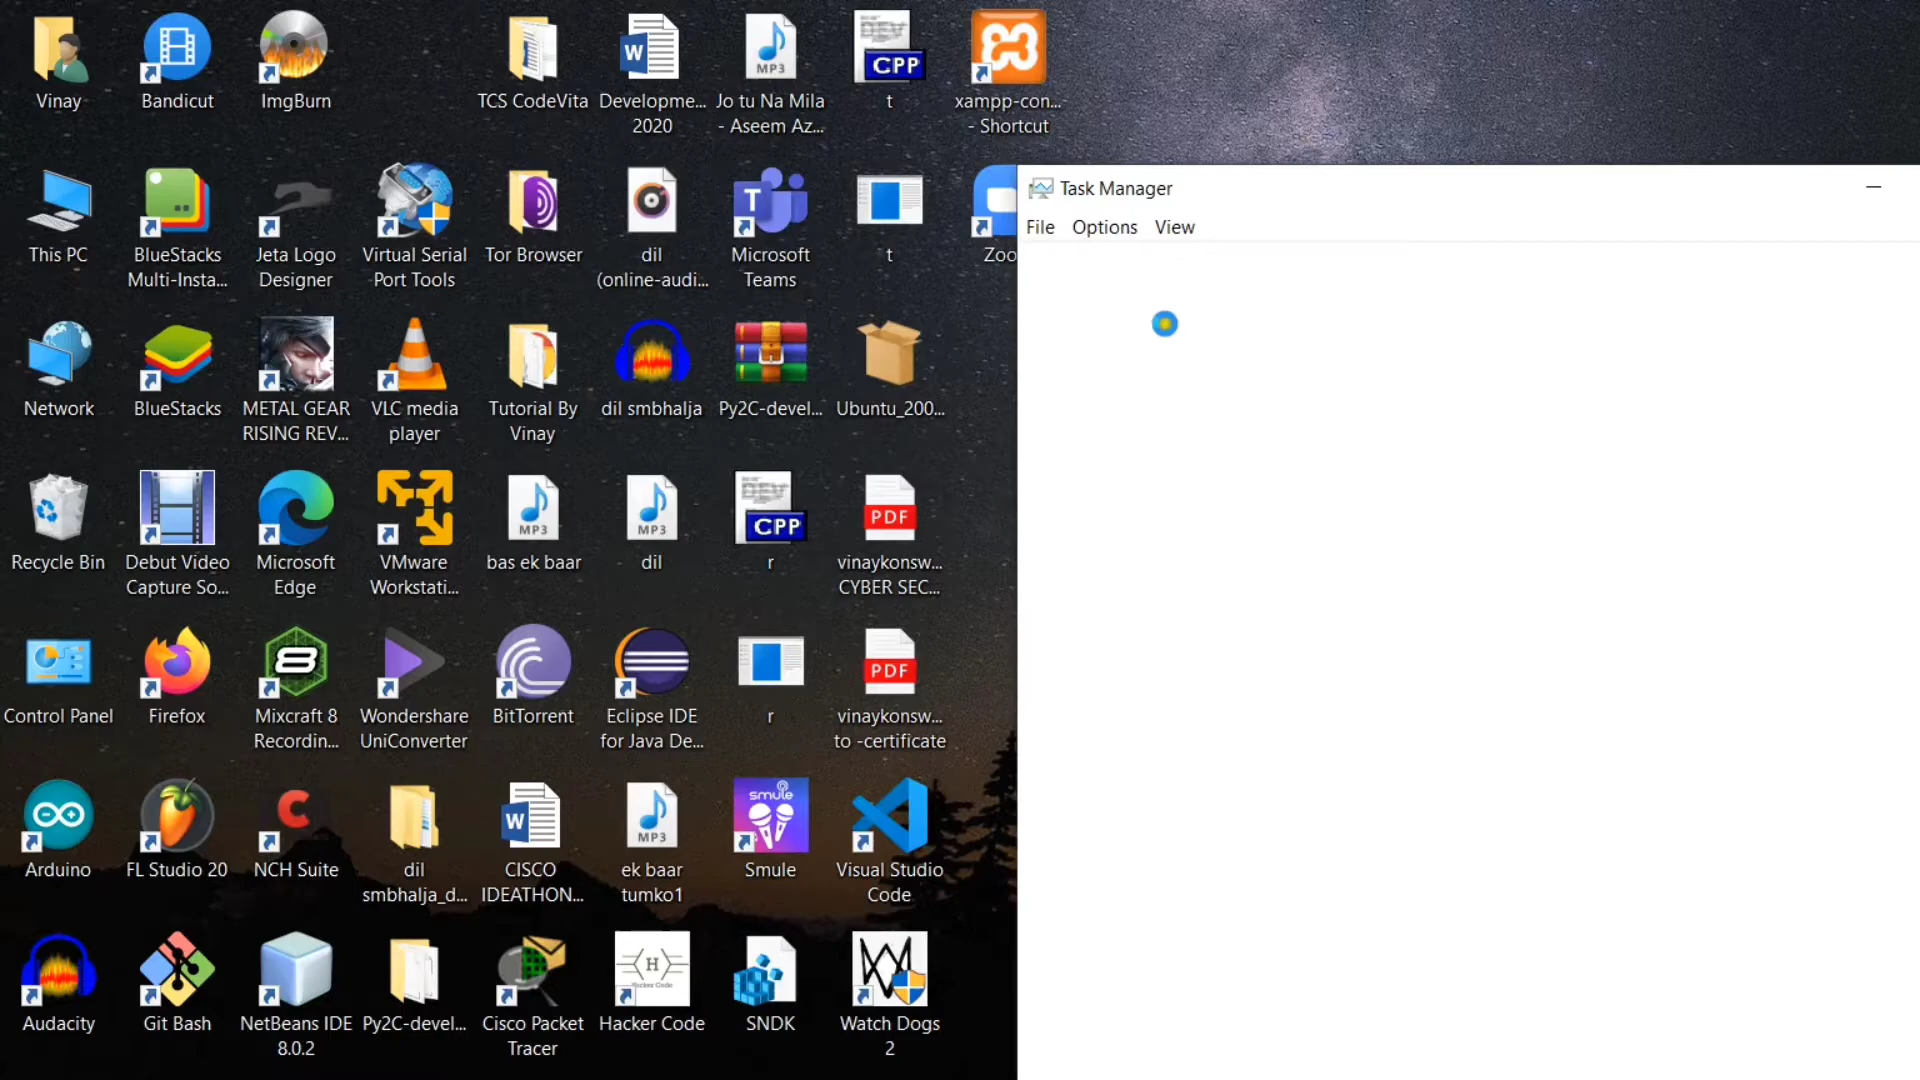 Vinay
Bandicut
ImgBurn
TCS CodeVita
Developme...
2020
MP3
Jo tu Na Mila
- Aseem Az...
CPP
t
xampp-con...
- Shortcut
This PC
BlueStacks
Multi-Insta...
Jeta Logo
Designer
Virtual Serial
Port Tools
Tor Browser
dil
(online-audi...
Microsoft
Teams
t
Zoo
Task Manager
File Options View
Network
BlueStacks
METAL GEAR
RISING REV...
VLC media
player
Tutorial By
Vinay
dil smbhalja
Py2C-devel...
Ubuntu_200...
Recycle Bin
Debut Video
Capture So...
Microsoft
Edge
VMware
Workstati...
MP3
bas ek baar
MP3
dil
CPP
r
PDF
vinaykonsw...
CYBER SEC...
Control Panel
Firefox
Mixcraft 8
Recordin...
Wondershare
UniConverter
BitTorrent
Eclipse IDE
for Java De...
r
PDF
vinaykonsw...
to -certificate
Arduino
FL Studio 20
NCH Suite
dil
smbhalja_d...
CISCO
IDEATHON...
MP3
ek baar
tumko1
smule
Smule
Visual Studio
Code
Audacity
Git Bash
NetBeans IDE
8.0.2
Py2C-devel...
Cisco Packet
Tracer
H
Hacker Code
Hacker Code
SNDK
Watch Dogs
2